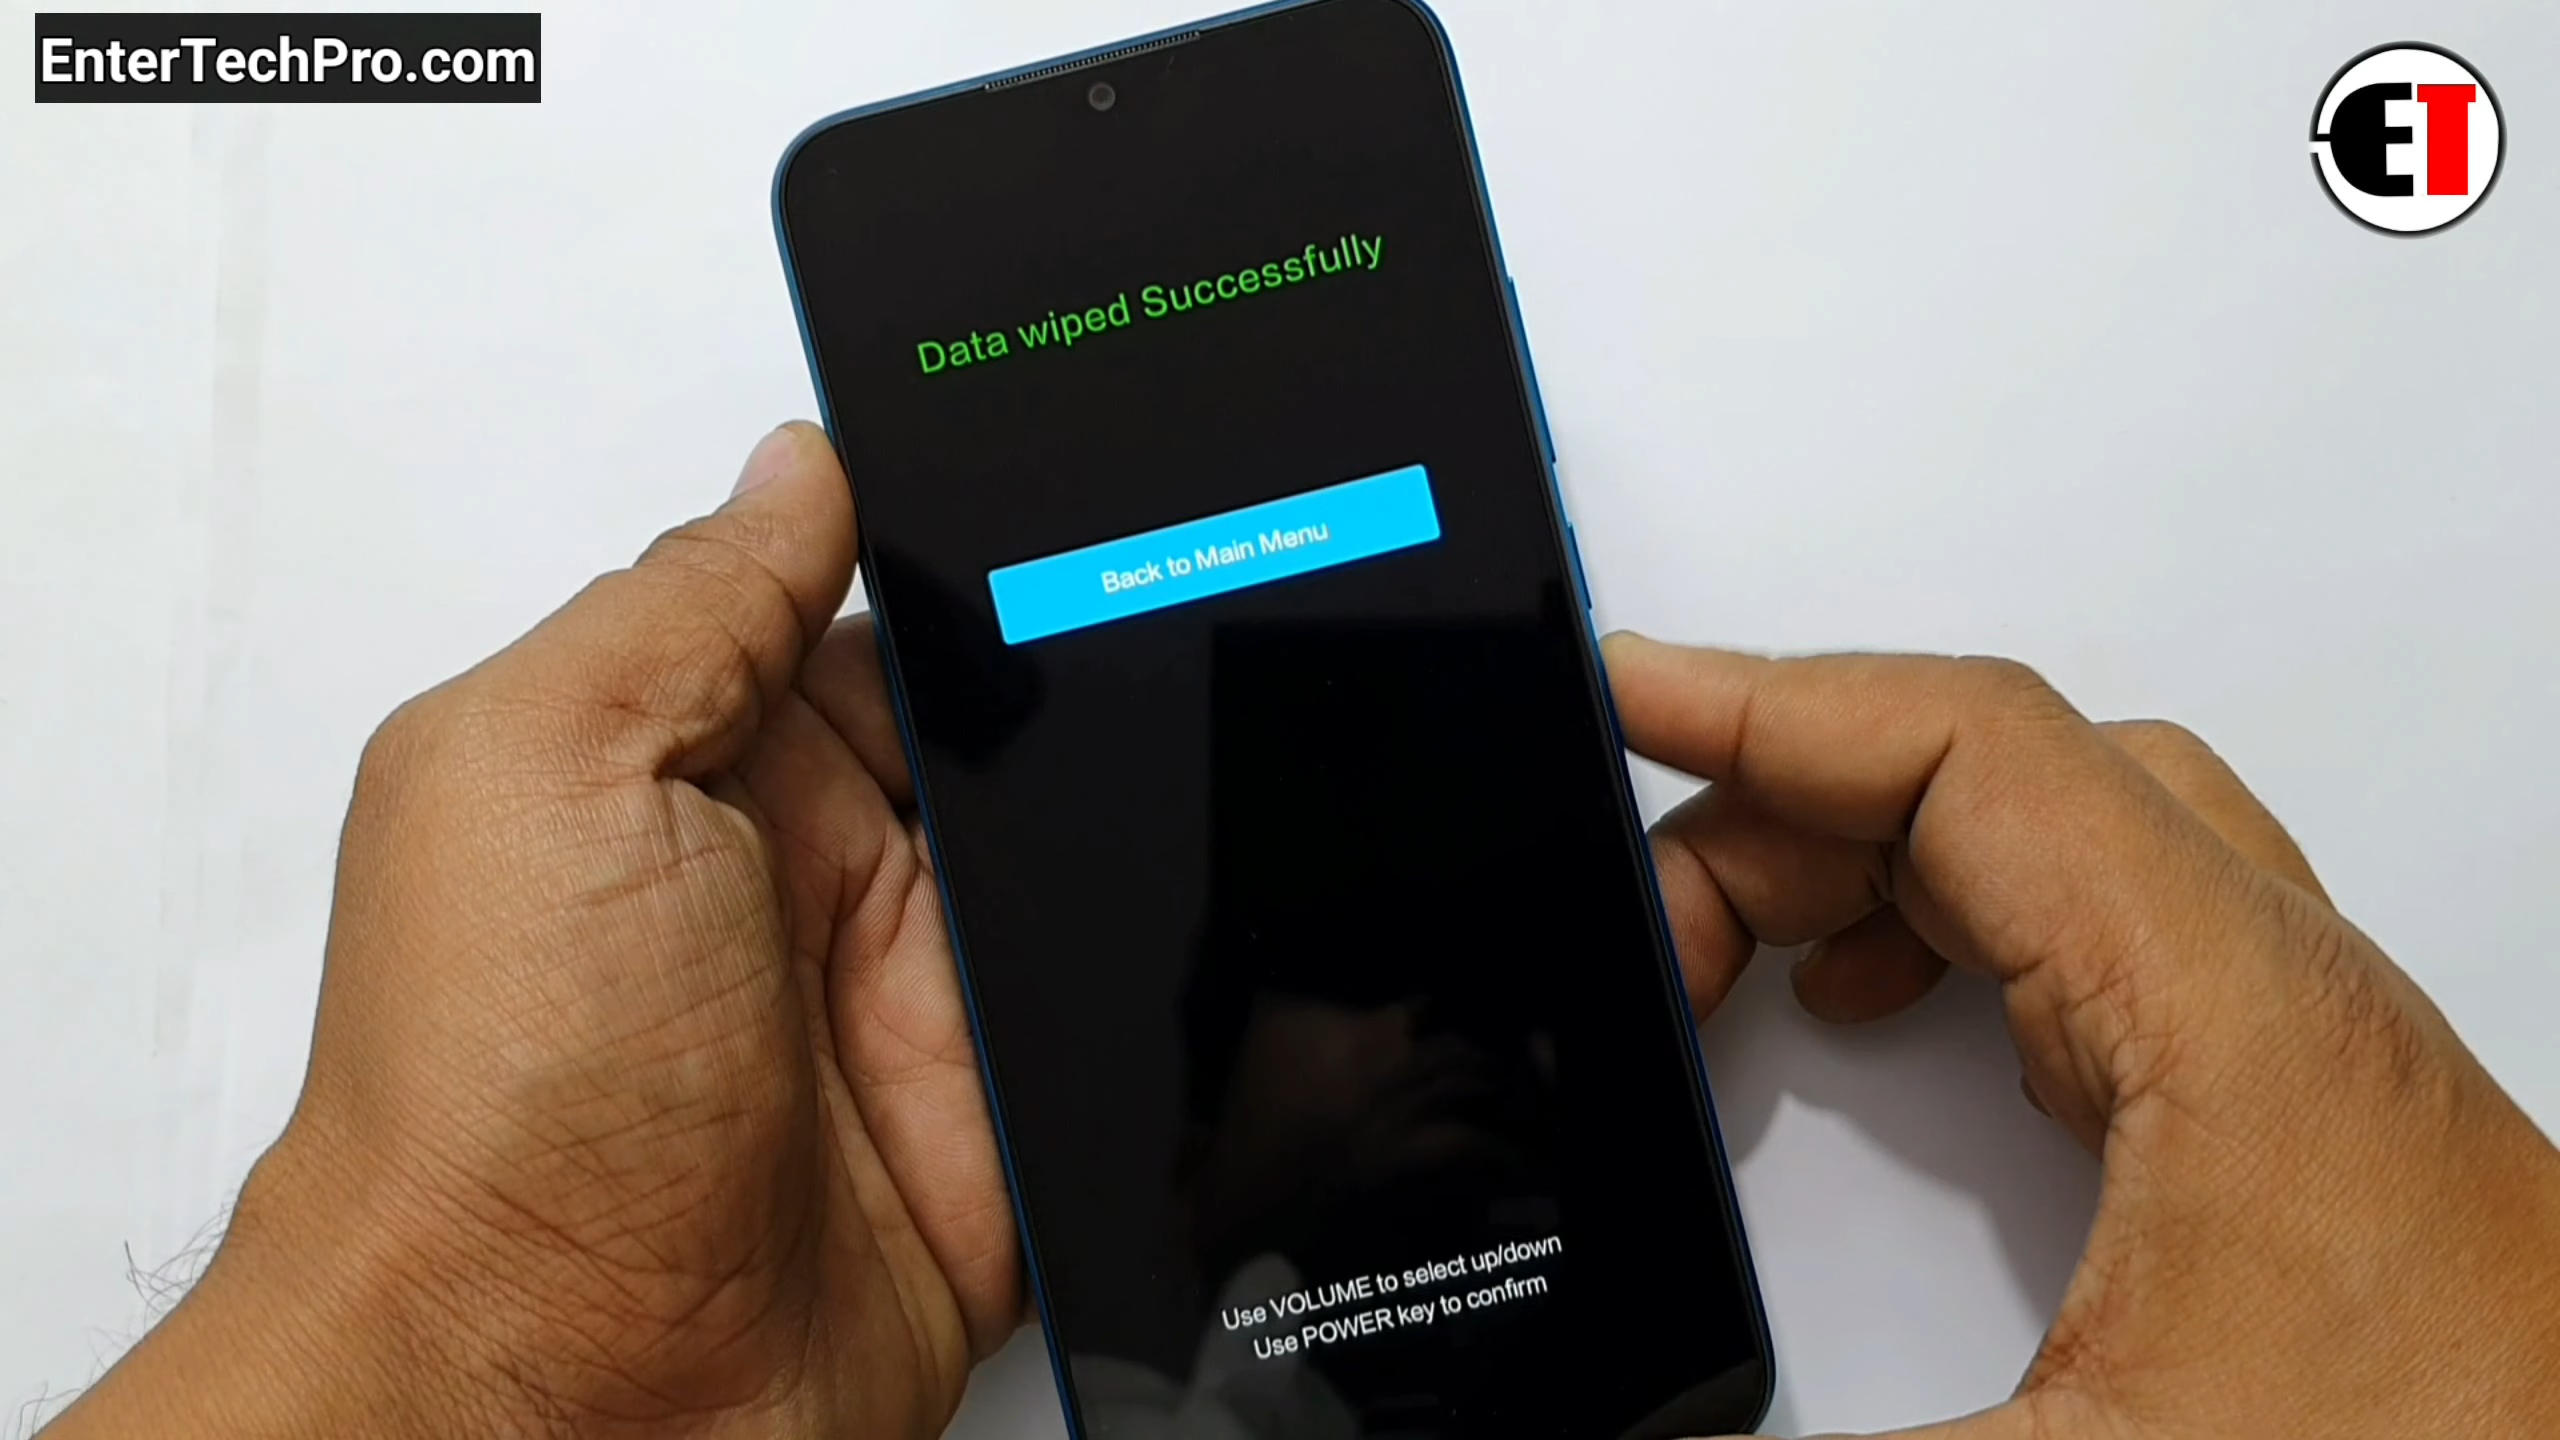 EnterTechPro.com
ET
Data wiped Successfully
Back to Main Menu
Use VOLUME to select up/down
Use POWER key to confirm